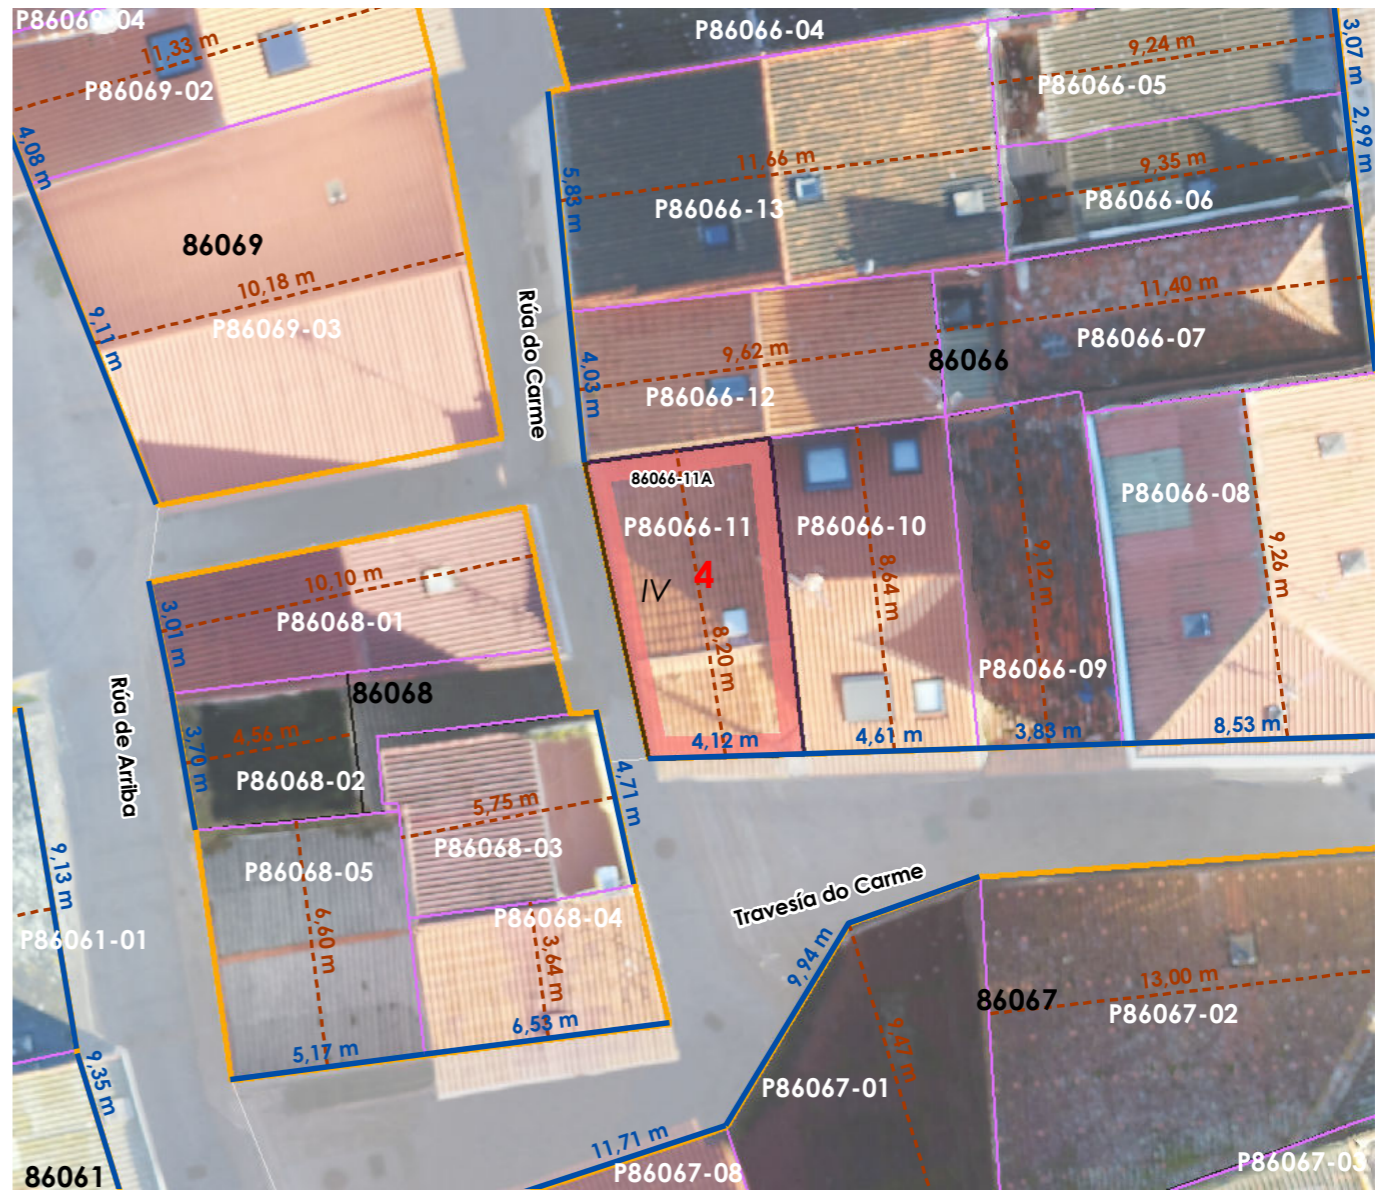 P86069-04
11,33 m
P86069-02
4,08 m
86069
10,18 m
P86069-03
9,11 m
Rúa do Carme
P86066-04
9,24 m
P86066-05
3,07 m
2,99 m
11,66 m
9,35 m
P86066-06
5,83 m
P86066-13
11,40 m
P86066-07
9,62 m
86066
4,03 m
P86066-12
86066-11A
P86066-11
P86066-10
P86066-08
4
IV
8,20 m
8,64 m
9,12 m
9,26 m
P86066-09
4,12 m
4,61 m
3,83 m
8,53 m
10,10 m
3,01 m
P86068-01
86068
Rúa de Arriba
3,70 m
4,56 m
P86068-02
4,71 m
5,75 m
P86068-03
P86068-05
P86068-04
6,60 m
3,64 m
6,53 m
5,17 m
9,13 m
P86061-01
9,35 m
86061
Travesía do Carme
9,94 m
86067
13,00 m
P86067-02
9,47 m
P86067-01
11,71 m
P86067-08
P86067-03